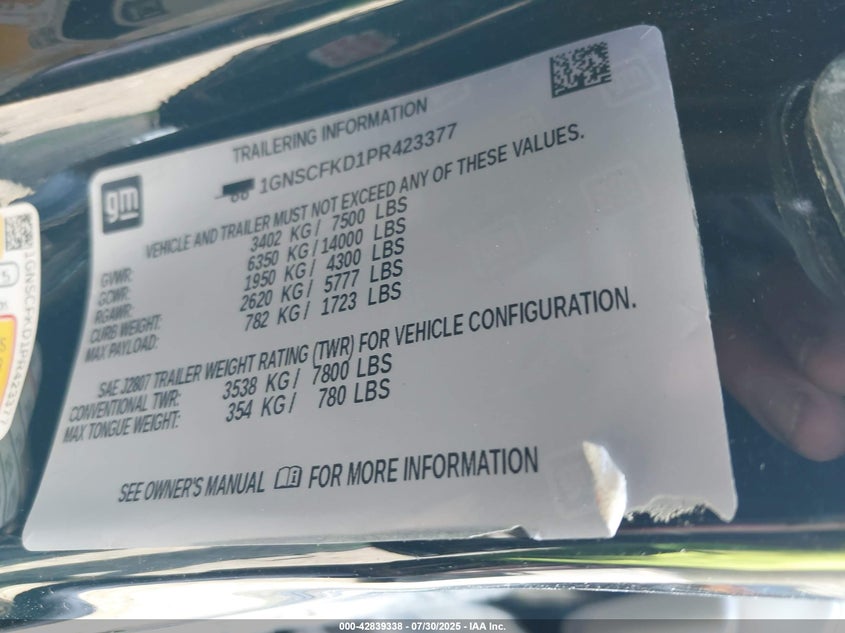 TRAILERING INFORMATION
1GNSCFKD1PR423377
gm
VEHICLE AND TRAILER MUST NOT EXCEED ANY OF THESE VALUES.
GVWR: 3402 KG / 7500 LBS
GCWR: 6350 KG / 14000 LBS
RGAWR: 1950 KG / 4300 LBS
CURB WEIGHT: 2620 KG / 5777 LBS
MAX PAYLOAD: 782 KG / 1723 LBS
SAE J2807 TRAILER WEIGHT RATING (TWR) FOR VEHICLE CONFIGURATION.
CONVENTIONAL TWR: 3538 KG / 7800 LBS
MAX TONGUE WEIGHT: 354 KG / 780 LBS
SEE OWNER'S MANUAL FOR MORE INFORMATION
1GNSCFKD1PR423377
000-42839338 - 07/30/2025 - IAA Inc.